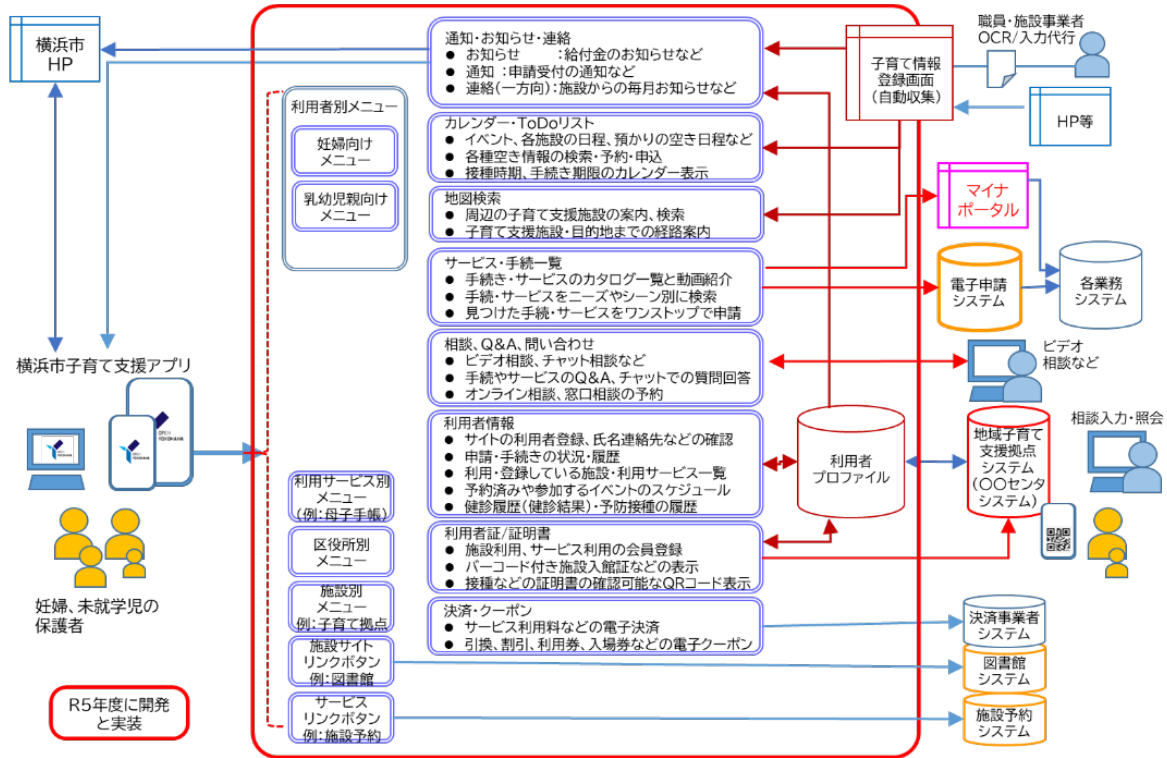 横浜市
HP
通知・お知らせ・連絡
● お知らせ　　　：給付金のお知らせなど
● 通知 ：申請受付の通知など
● 連絡（一方向）：施設からの毎月お知らせなど
子育て情報
登録画面
（自動収集）
職員・施設事業者
OCR/入力代行
HP等
利用者別メニュー
妊婦向け
メニュー
乳幼児親向け
メニュー
カレンダー・ToDoリスト
● イベント、各施設の日程、預かりの空き日程など
● 各種空き情報の検索・予約・申込
● 接種時期、手続き期限のカレンダー表示
地図検索
● 周辺の子育て支援施設の案内、検索
● 子育て支援施設・目的地までの経路案内
マイナ
ポータル
サービス・手続一覧
● 手続き・サービスのカタログ一覧と動画紹介
● 手続・サービスをニーズやシーン別に検索
● 見つけた手続・サービスをワンストップで申請
電子申請
システム
各業務
システム
相談、Q&A、問い合わせ
● ビデオ相談、チャット相談など
● 手続やサービスのQ&A、チャットでの質問回答
● オンライン相談、窓口相談の予約
ビデオ
相談など
横浜市子育て支援アプリ
OPEN
YOKOHAMA
OPEN
YOKOHAMA
妊婦、未就学児の
保護者
利用者情報
● サイトの利用者登録、氏名連絡先などの確認
● 申請・手続きの状況・履歴
● 利用・登録している施設・利用サービス一覧
● 予約済みや参加するイベントのスケジュール
● 健診履歴（健診結果）・予防接種の履歴
利用者
プロファイル
地域子育て
支援拠点
システム
（〇〇センタ
システム）
相談入力・照会
利用サービス別
メニュー
（例：母子手帳）
区役所別
メニュー
施設別
メニュー
例：子育て拠点
施設サイト
リンクボタン
例：図書館
サービス
リンクボタン
例：施設予約
利用者証/証明書
● 施設利用、サービス利用の会員登録
● バーコード付き施設入館証などの表示
● 接種などの証明書の確認可能なQRコード表示
決済・クーポン
● サービス利用料などの電子決済
● 引換、割引、利用券、入場券などの電子クーポン
決済事業者
システム
図書館
システム
施設予約
システム
R5年度に開発
と実装